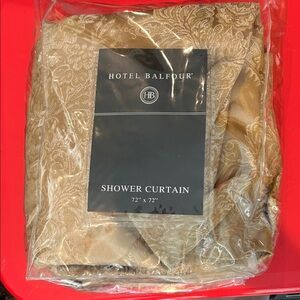 HOTEL BALFOUR®
HB
SHOWER CURTAIN
72" x 72"